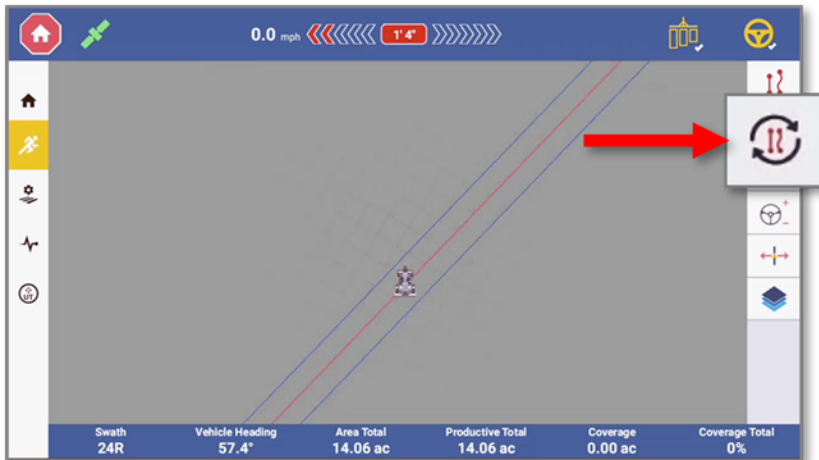 0.0 mph
1' 4"
UT
Swath
Vehicle Heading
Area Total
Productive Total
Coverage
Coverage Total
24R
57.4°
14.06 ac
14.06 ac
0.00 ac
0%